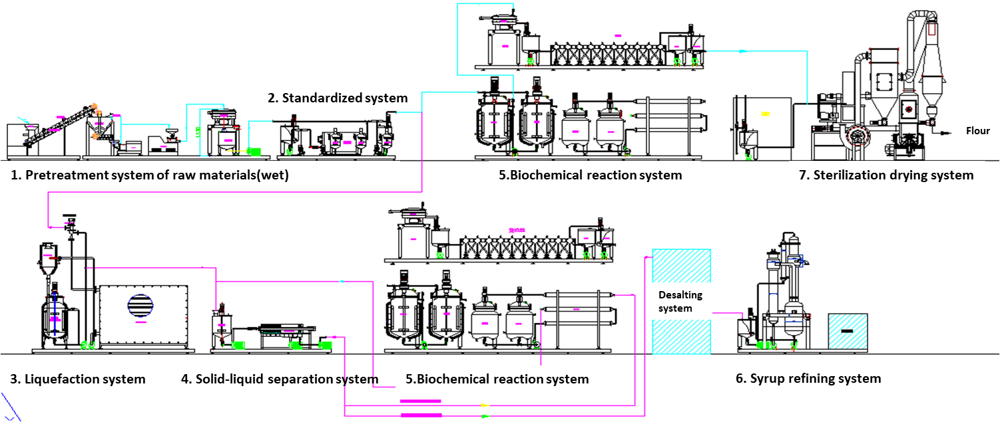 2. Standardized system
Flour
1. Pretreatment system of raw materials(wet)
5.Biochemical reaction system
7. Sterilization drying system
Desalting
system
3. Liquefaction system
4. Solid-liquid separation system
5.Biochemical reaction system
6. Syrup refining system